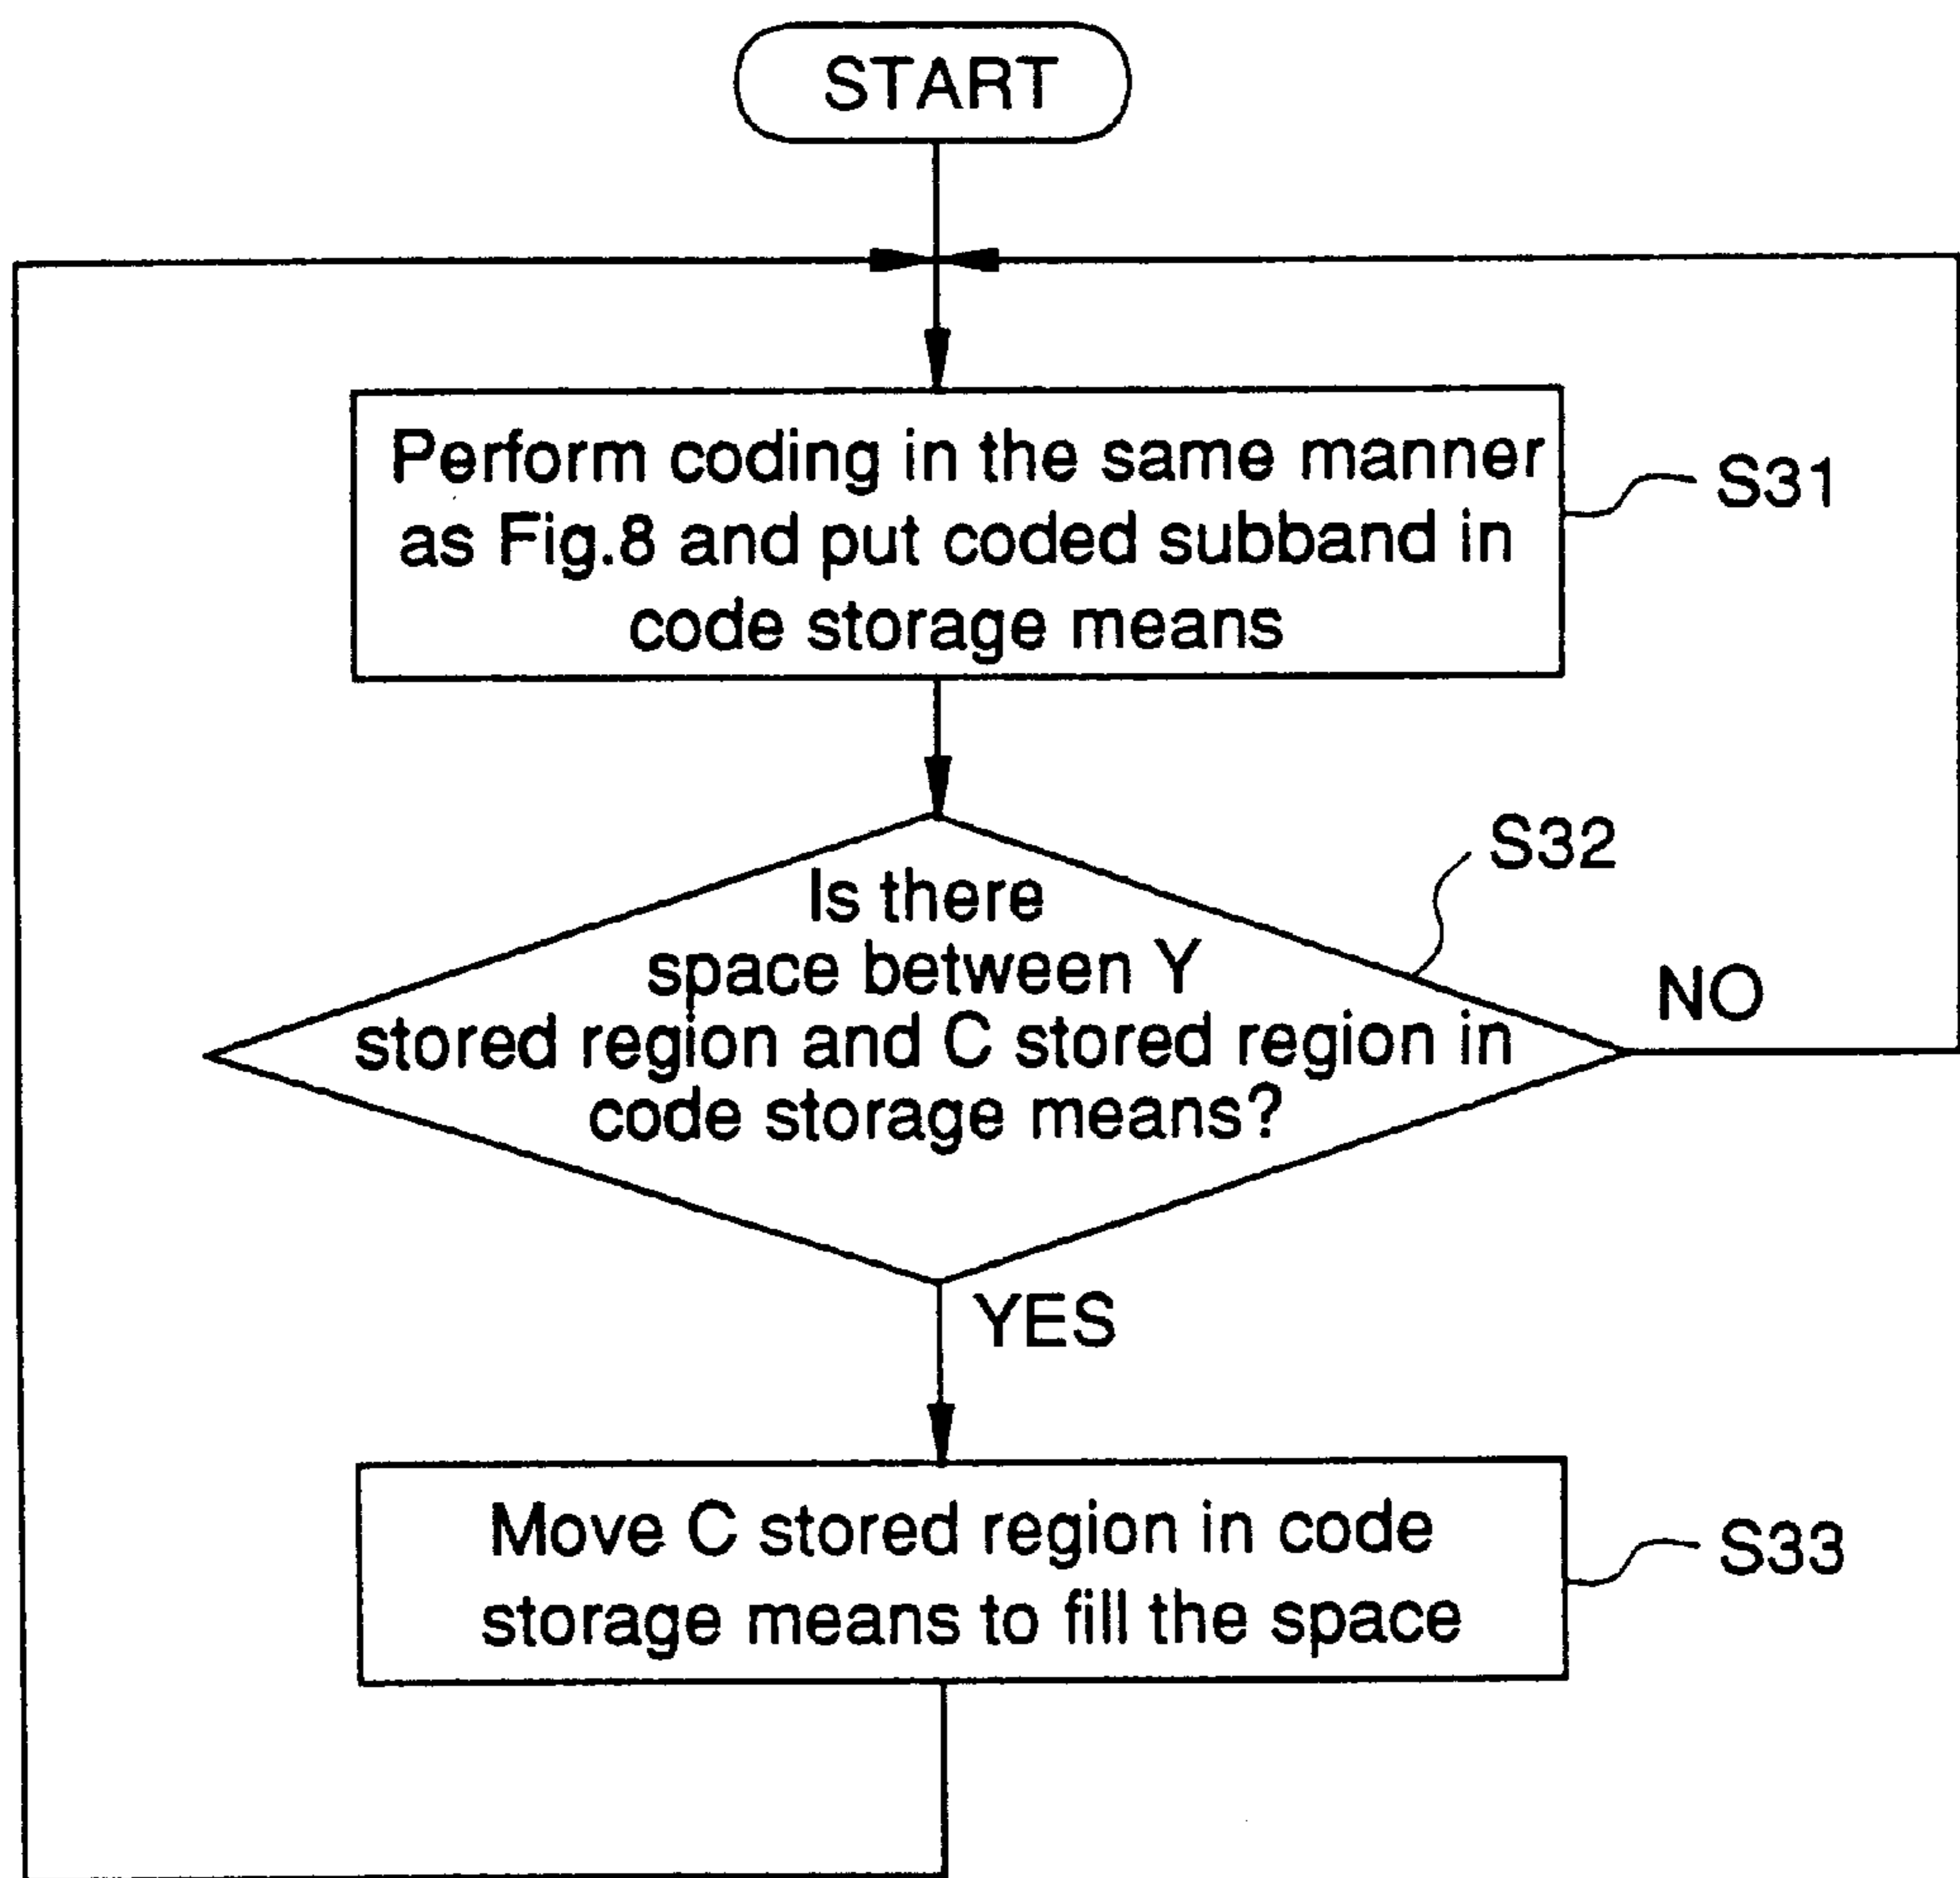 START
Perform coding in the same manner
as Fig.8 and put coded subband in
code storage means
S31
S32
Is there
space between Y
stored region and C stored region in
code storage means?
NO
YES
Move C stored region in code
storage means to fill the space
S33